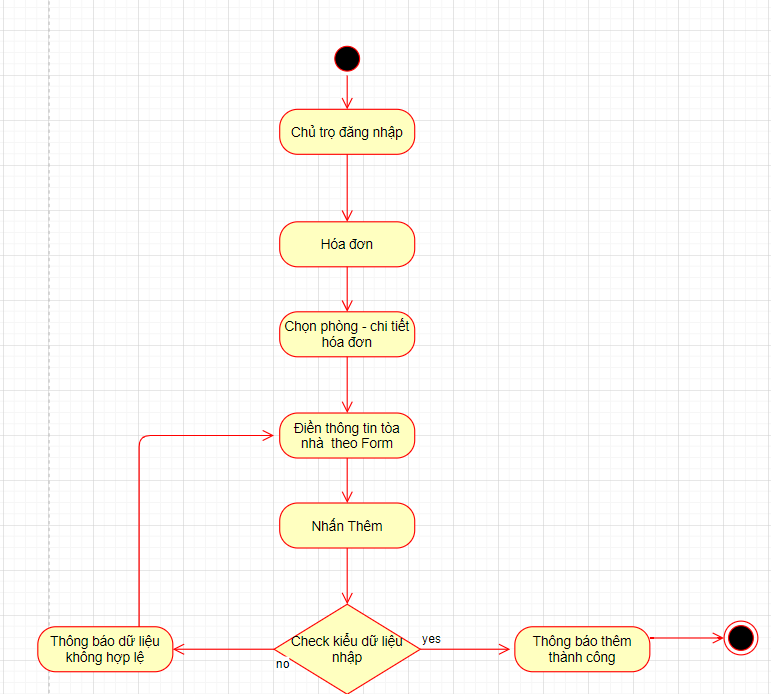 Chủ trọ đăng nhập
Hóa đơn
Chọn phòng - chi tiết
hóa đơn
Điền thông tin tòa
nhà theo Form
Nhấn Thêm
Check kiểu dữ liệu
nhập
yes
no
Thông báo dữ liệu
không hợp lệ
Thông báo thêm
thành công